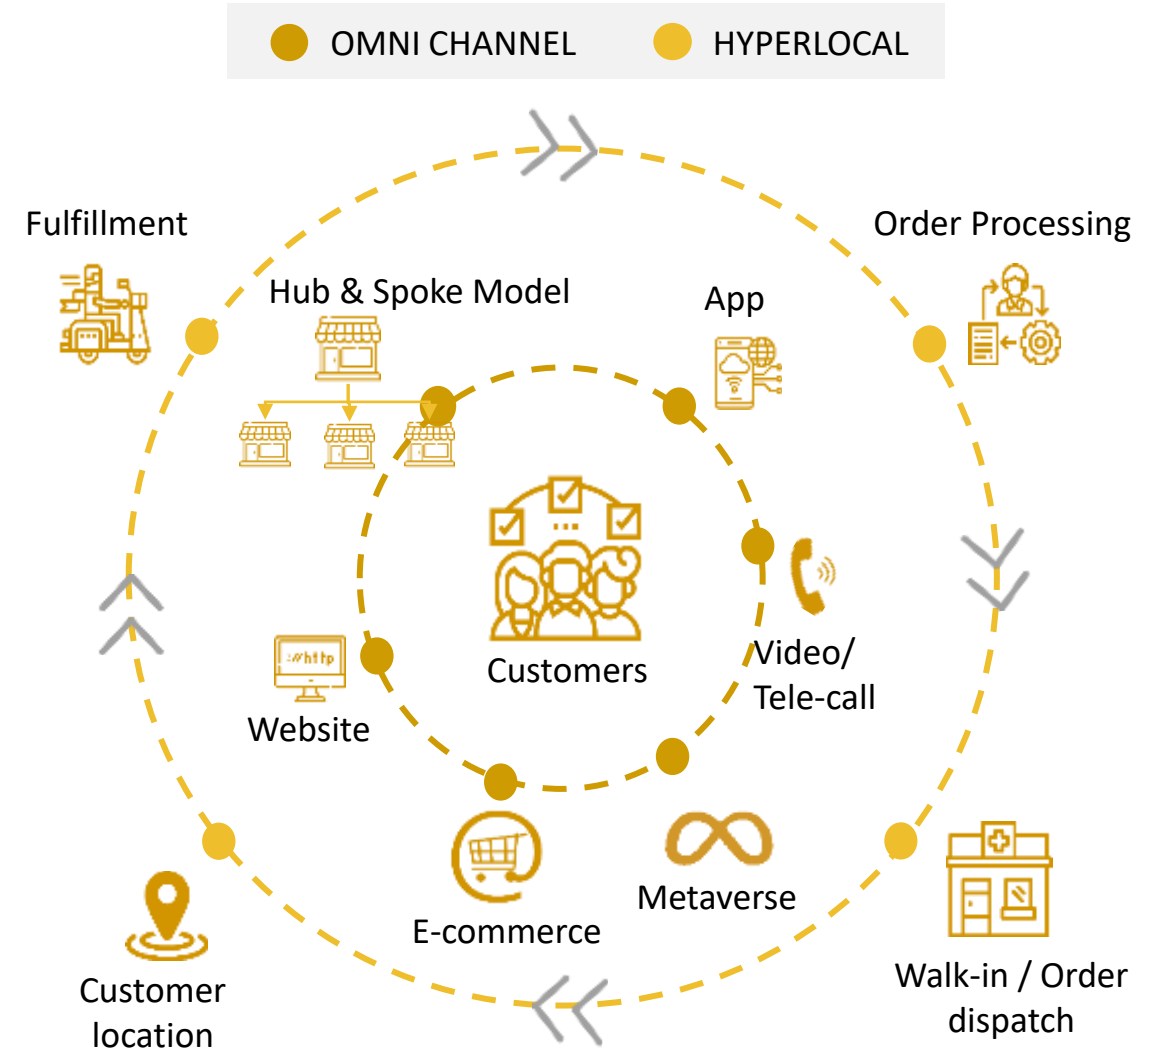 OMNI CHANNEL
HYPERLOCAL
Fulfillment
Order Processing
Hub & Spoke Model
App
Customers
Video/
Tele-call
://http
Website
Metaverse
E-commerce
Customer
location
Walk-in / Order
dispatch